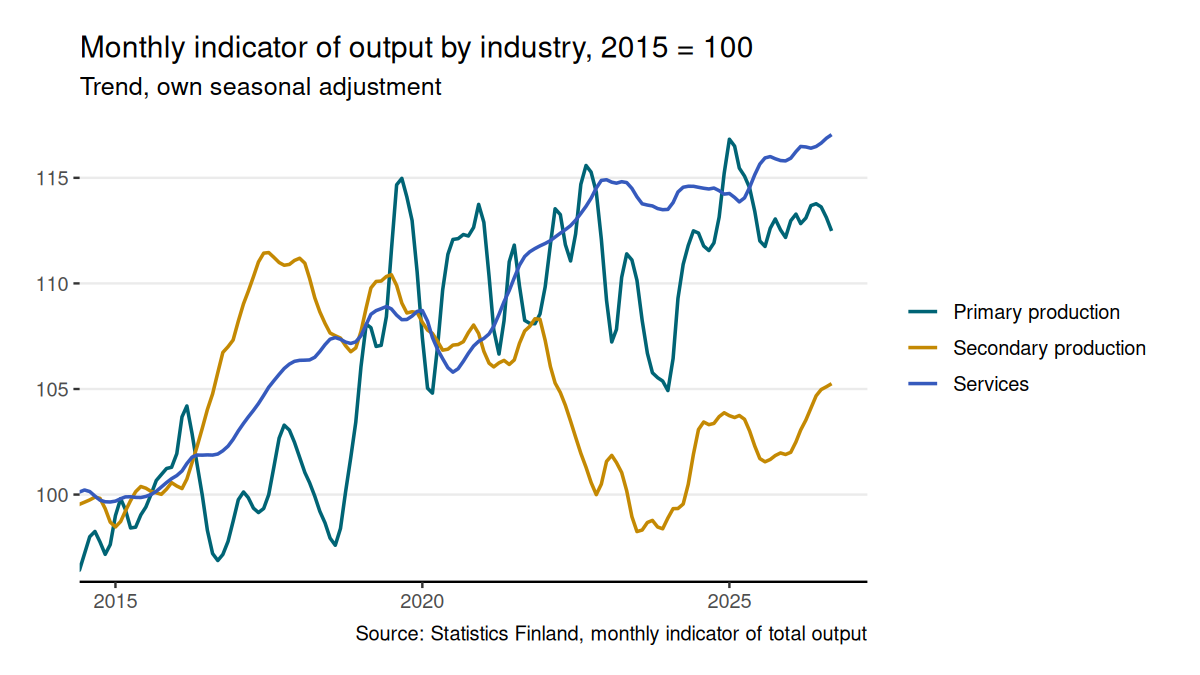 Monthly indicator of output by industry, 2015 = 100
Trend, own seasonal adjustment
115
110
105
100
2015 2020 2025
Primary production
Secondary production
Services
Source: Statistics Finland, monthly indicator of total output